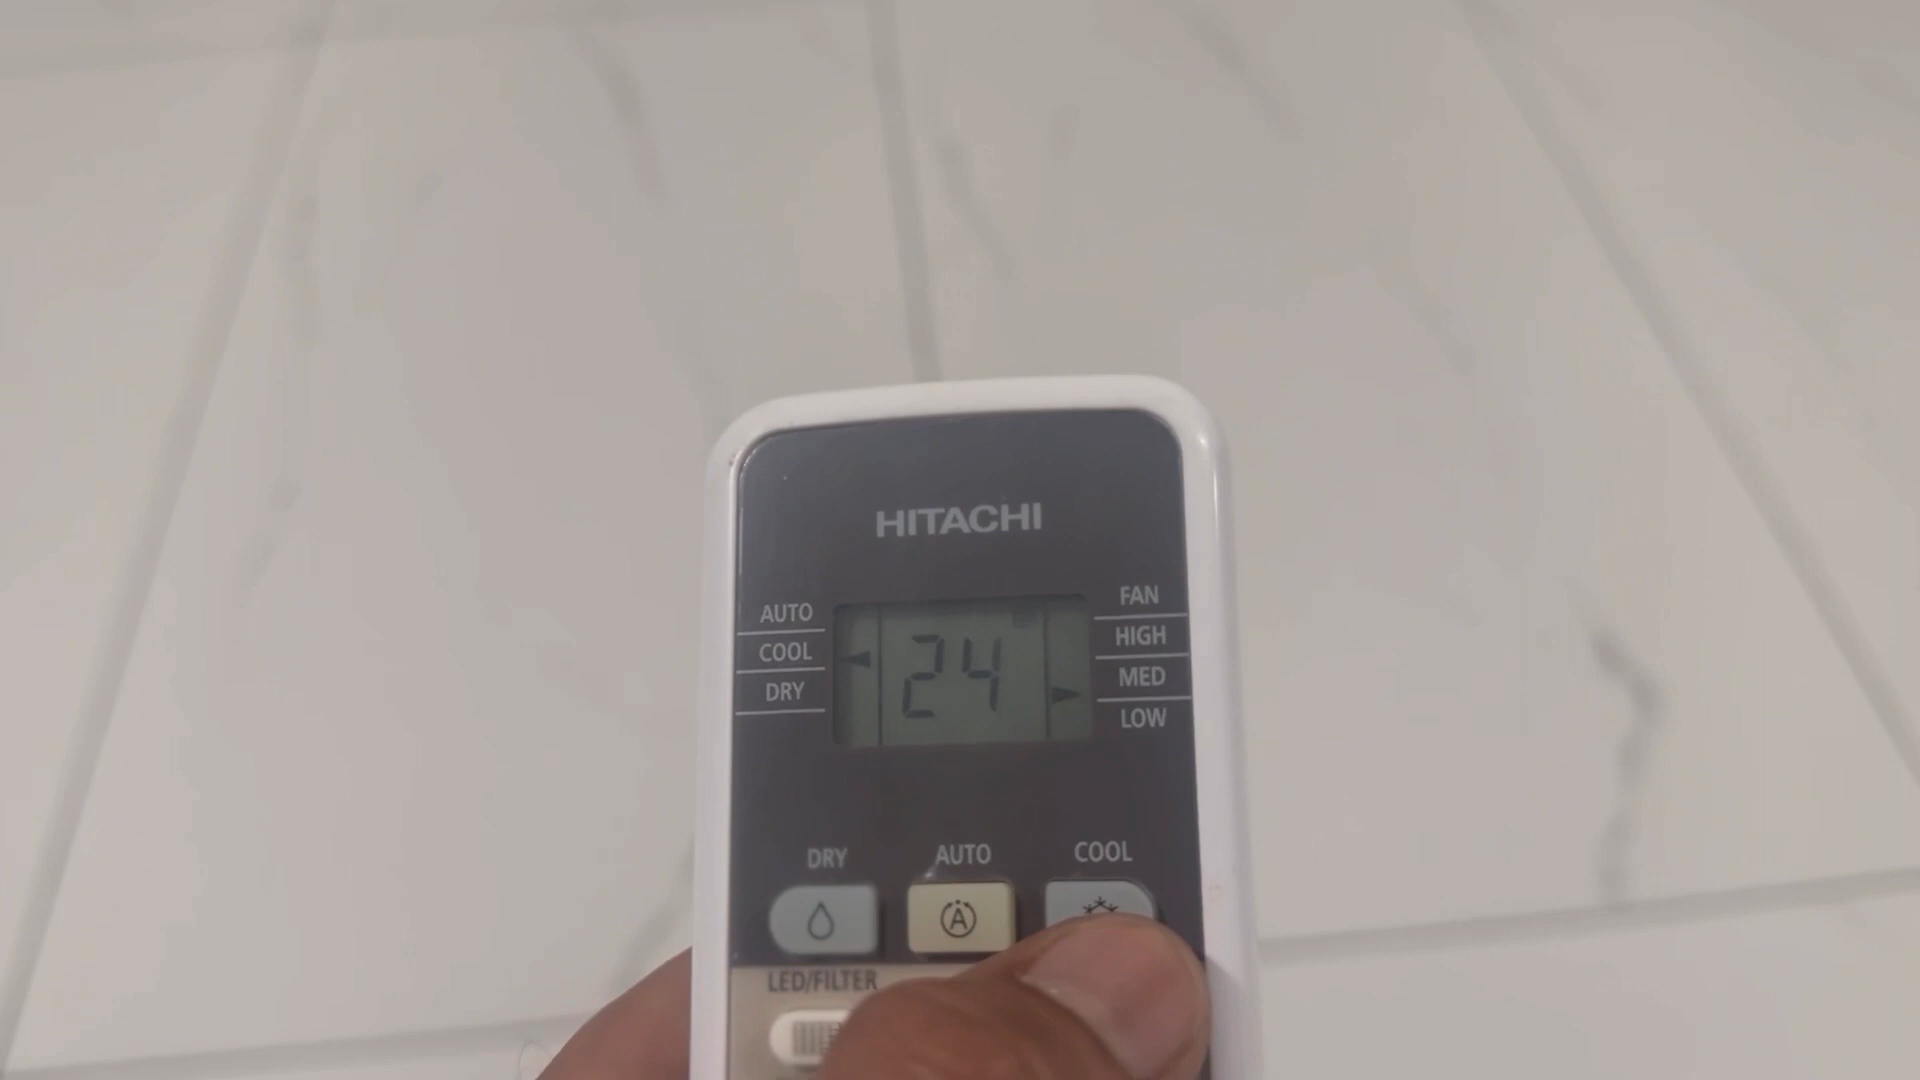 HITACHI
AUTO
COOL
DRY
24
FAN
HIGH
MED
LOW
DRY
AUTO
COOL
A
LED/FILTER